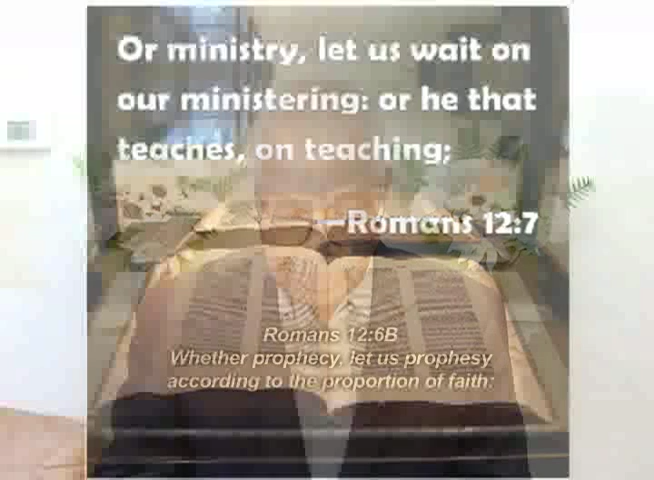 Or ministry, let us wait on
our ministering: or he that
teaches, on teaching;
—Romans 12:7
Romans 12:6B
Whether prophecy, let us prophesy
according to the proportion of faith: